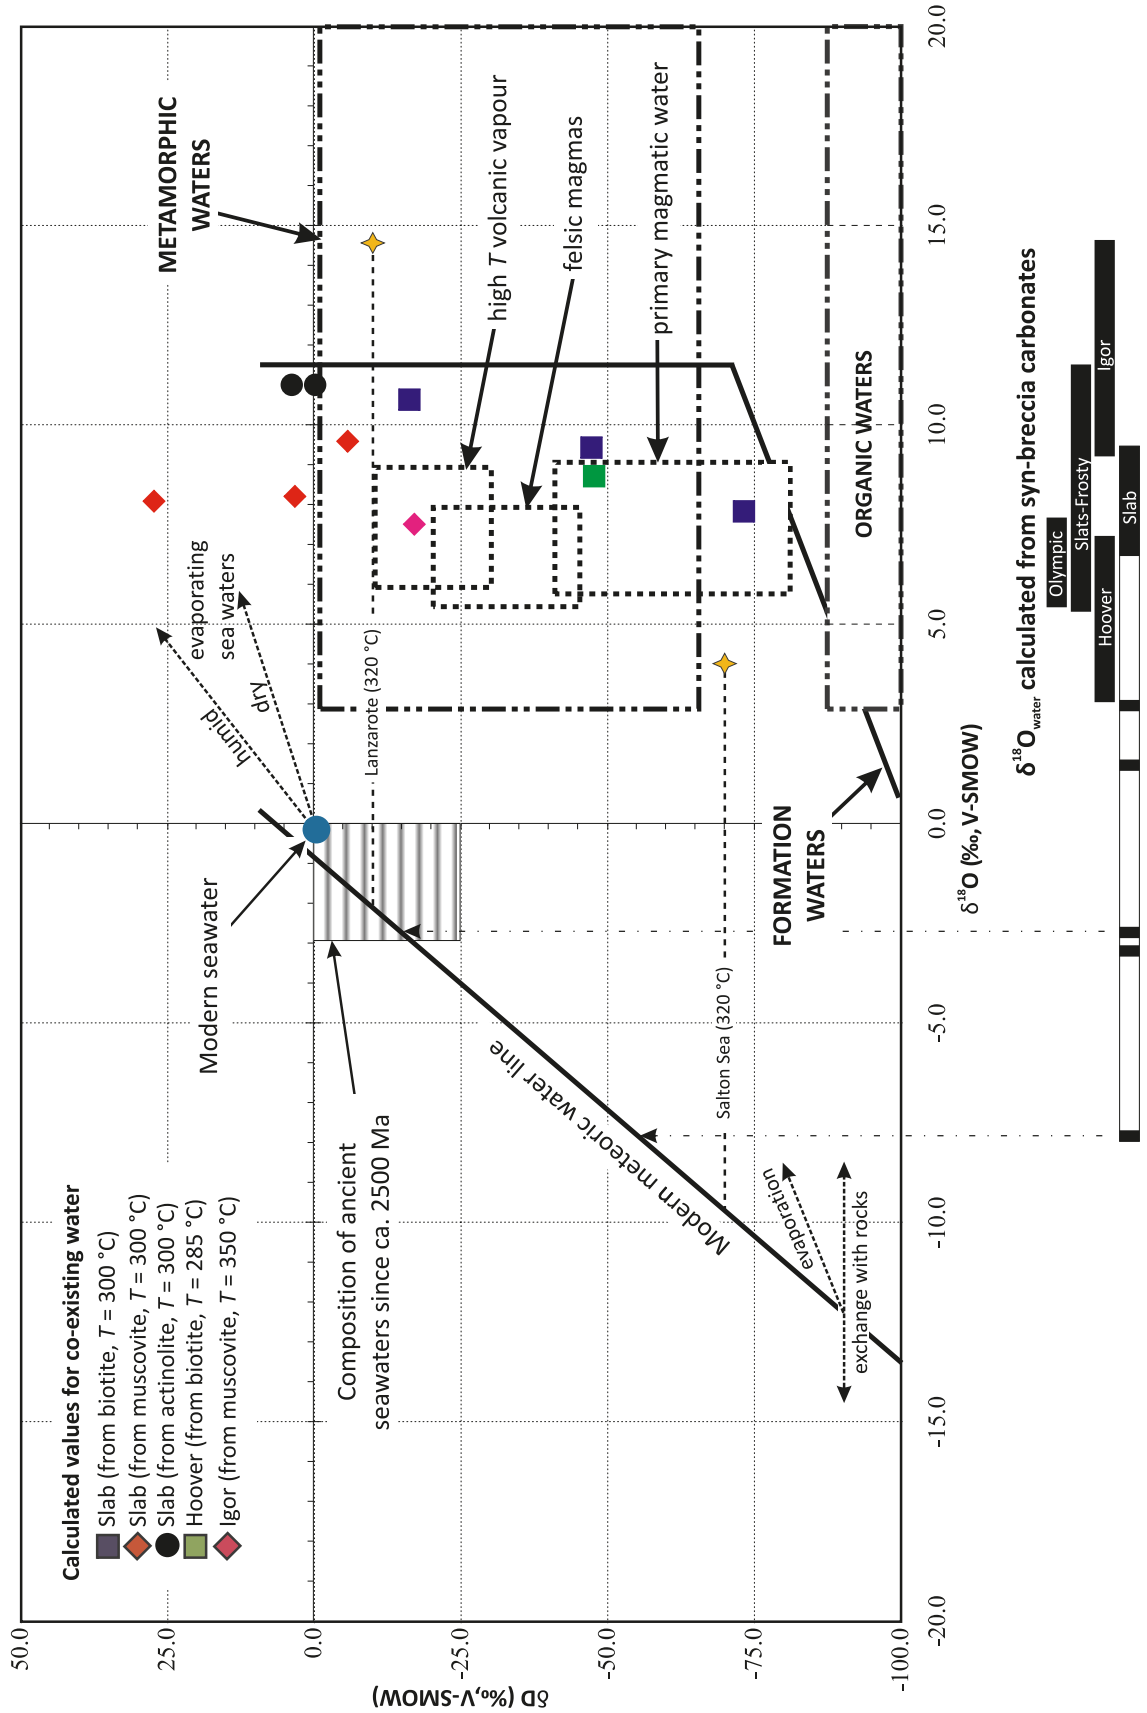 Calculated values for co-existing water
Slab (from biotite, T = 300 °C)
Slab (from muscovite, T = 300 °C)
Slab (from actinolite, T = 300 °C)
Hoover (from biotite, T = 285 °C)
Igor (from muscovite, T = 350 °C)
METAMORPHIC
WATERS
high T volcanic vapour
felsic magmas
primary magmatic water
evaporating
sea waters
humid
dry
Modern seawater
Composition of ancient
seawaters since ca. 2500 Ma
Lanzarote (320 °C)
Salton Sea (320 °C)
Modern meteoric water line
evaporation
exchange with rocks
FORMATION
WATERS
ORGANIC WATERS
50.0
25.0
0.0
-25.0
-50.0
-75.0
-100.0
δD (‰,V-SMOW)
-20.0
-15.0
-10.0
-5.0
0.0
5.0
10.0
15.0
20.0
δ18O (‰, V-SMOW)
δ18Owater calculated from syn-breccia carbonates
Olympic
Slats-Frosty
Hoover
Igor
Slab